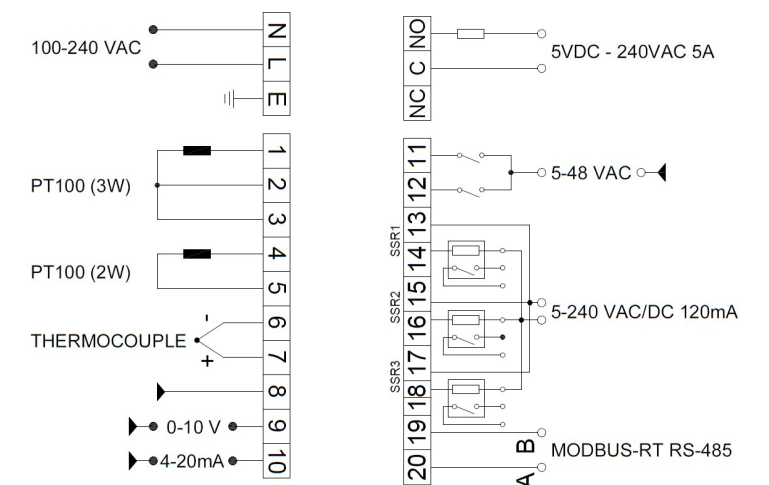 100-240 VAC
N
L
E
PT100 (3W)
1
2
3
PT100 (2W)
4
5
THERMOCOUPLE
-
+
6
7
8
0-10 V
9
4-20mA
10
NO
C
NC
5VDC - 240VAC 5A
11
12
5-48 VAC
SSR1
13
14
SSR2
15
16
5-240 VAC/DC 120mA
SSR3
17
18
19
B
MODBUS-RT RS-485
20
A